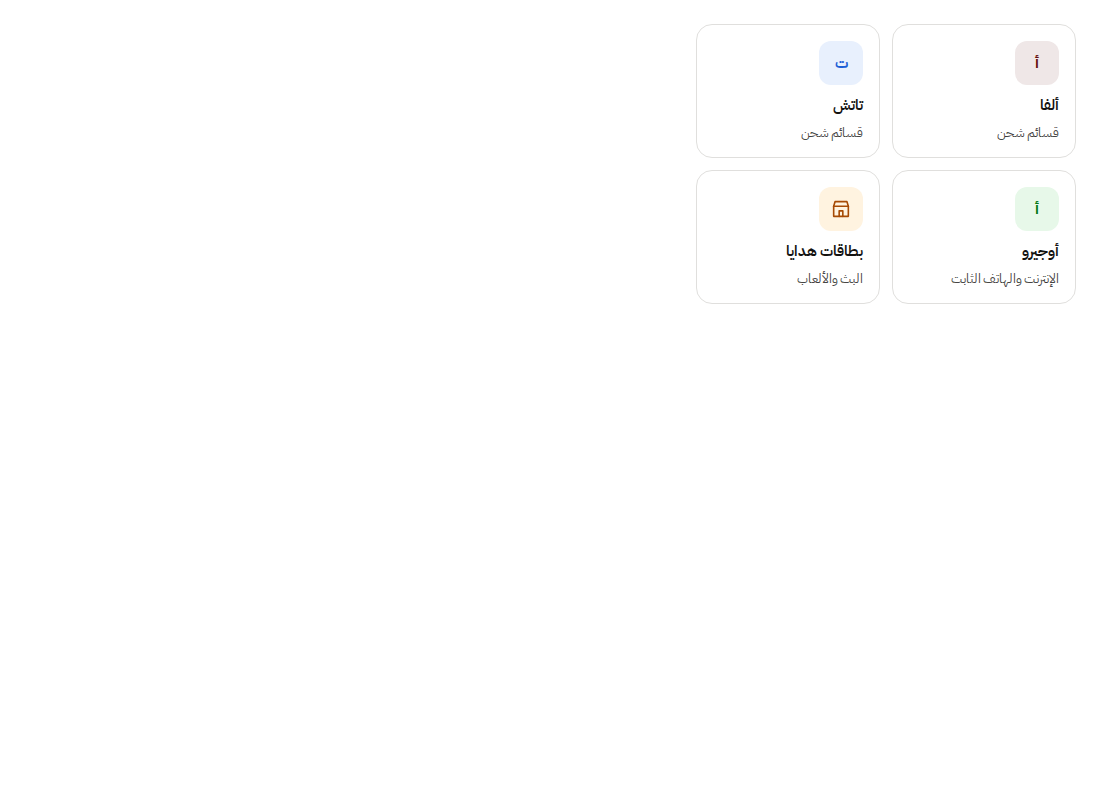 أ
ألفا
قسائم شحن
ت
تاتش
قسائم شحن
أ
أوجيرو
الإنترنت والهاتف الثابت
بطاقات هدايا
البث والألعاب